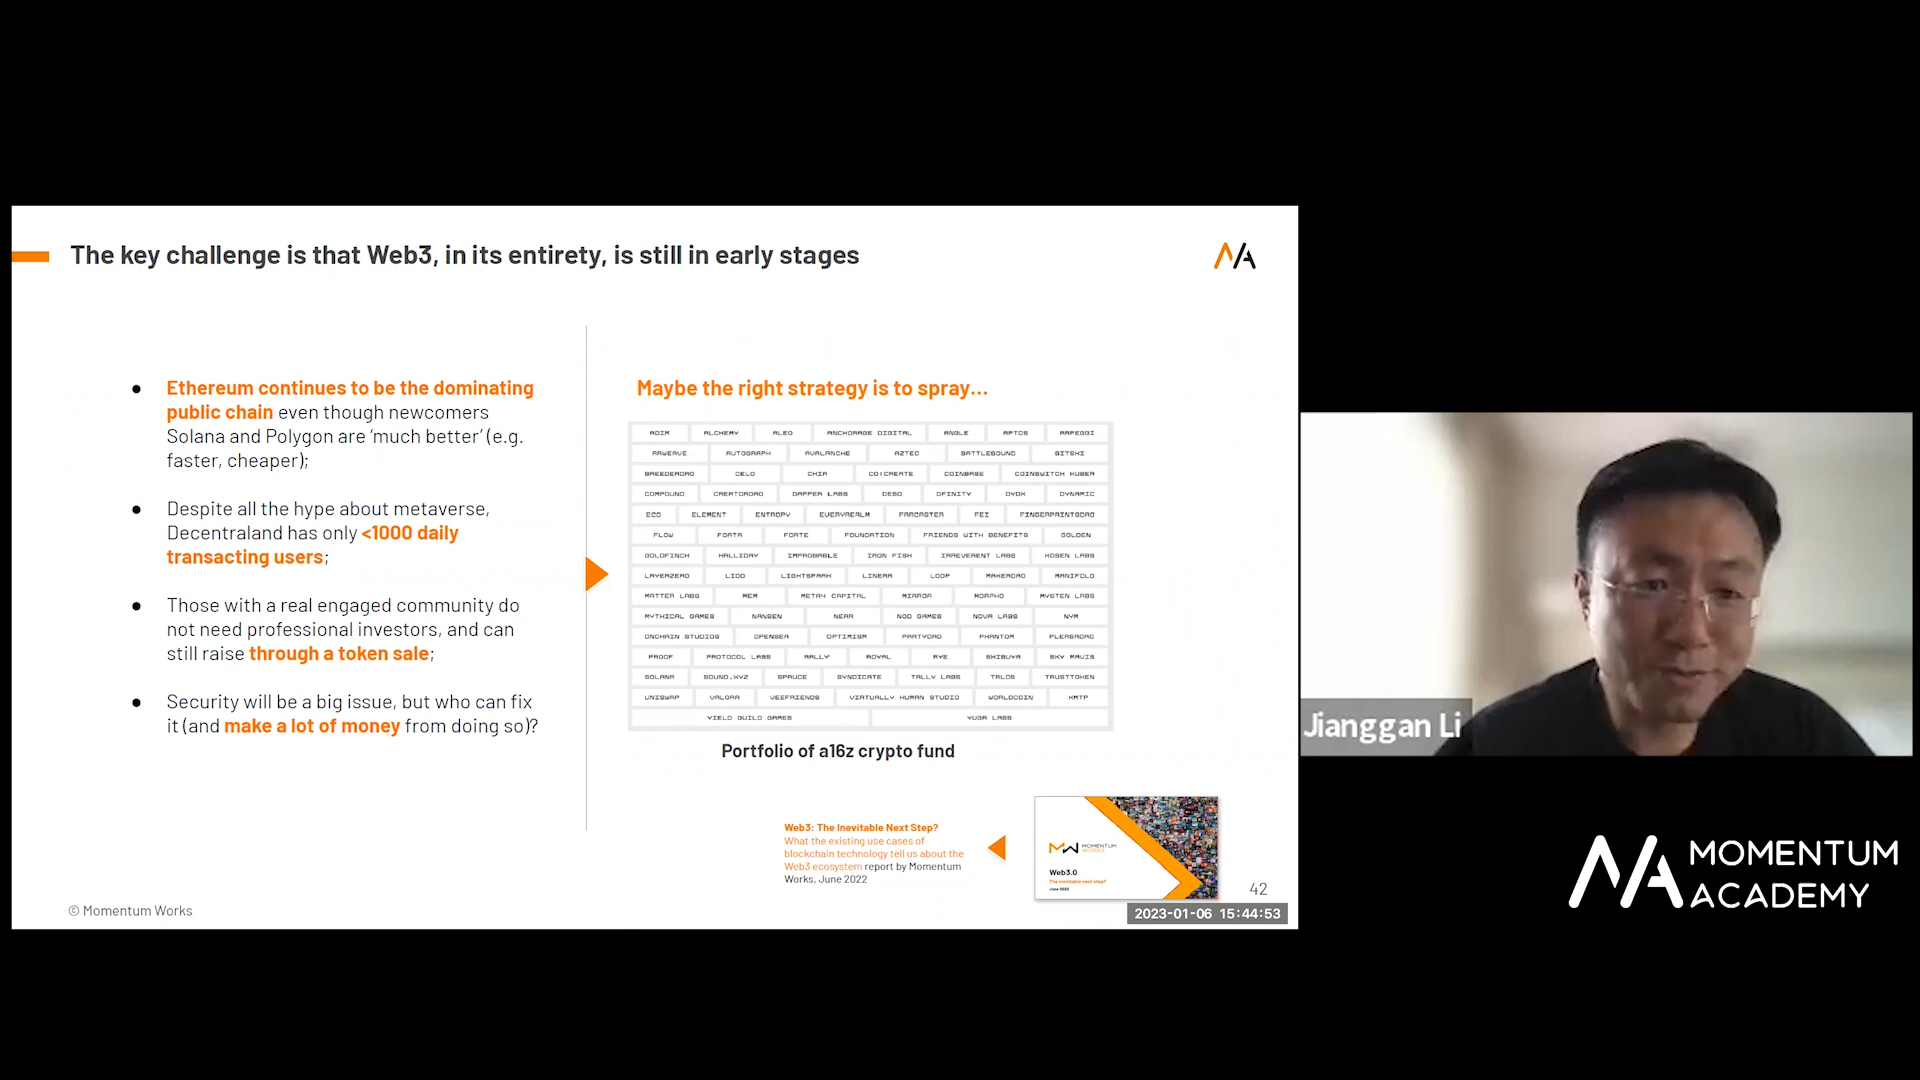 The key challenge is that Web3, in its entirety, is still in early stages
● Ethereum continues to be the dominating
public chain even though newcomers
Solana and Polygon are ‘much better’ (e.g.
faster, cheaper);
● Despite all the hype about metaverse,
Decentraland has only <1000 daily
transacting users;
● Those with a real engaged community do
not need professional investors, and can
still raise through a token sale;
● Security will be a big issue, but who can fix
it (and make a lot of money from doing so)?
Maybe the right strategy is to spray...
ADIM ALCHEMY ALEO ANCHORAGE DIGITAL ANGLE APTOS ARPEGGI
ARWEAVE AUTOGRAPH AVALANCHE AZTEC BATTLEBOUND BITSKI
BREEDERDAO CELO CHIA CO:CREATE COINBASE COINSWITCH KUBER
COMPOUND CREATORDAO DAPPER LABS DESO DFINITY DYDX DYNAMIC
ECO ELEMENT ENTROPY EVERYREALM FARCASTER FEI FINGERPRINTDAO
FLOW FORTA FORTE FOUNDATION FRIENDS WITH BENEFITS GOLDEN
GOLDFINCH HALLIDAY IMPROBABLE IRON FISH IRREVERENT LABS KOSEN LABS
LAYERZERO LIDO LIGHTSPARK LINERA LOOP MAKERDAO MANIFOLD
MATTER LABS MEM METAV CAPITAL MIRROR MORPHO MYSTEN LABS
MYTHICAL GAMES NANSEN NEAR NOD GAMES NOVA LABS NYM
ONCHAIN STUDIOS OPENSEA OPTIMISM PARTYDAO PHANTOM PLEASRDAO
PROOF PROTOCOL LABS RALLY ROYAL RYE SHIBUYA SKY MAVIS
SOLANA SOUND.XYZ SPRUCE SYNDICATE TALLY LABS TALOS TRUSTTOKEN
UNISWAP VALORA VEEFRIENDS VIRTUALLY HUMAN STUDIO WORLDCOIN XMTP
YIELD GUILD GAMES YUGA LABS
Portfolio of a16z crypto fund
Web3: The Inevitable Next Step?
What the existing use cases of
blockchain technology tell us about the
Web3 ecosystem report by Momentum
Works, June 2022
MOMENTUM
WORKS
Web3.0
The inevitable next step?
June 2022
42
© Momentum Works
2023-01-06 15:44:53
Jianggan Li
MOMENTUM
ACADEMY